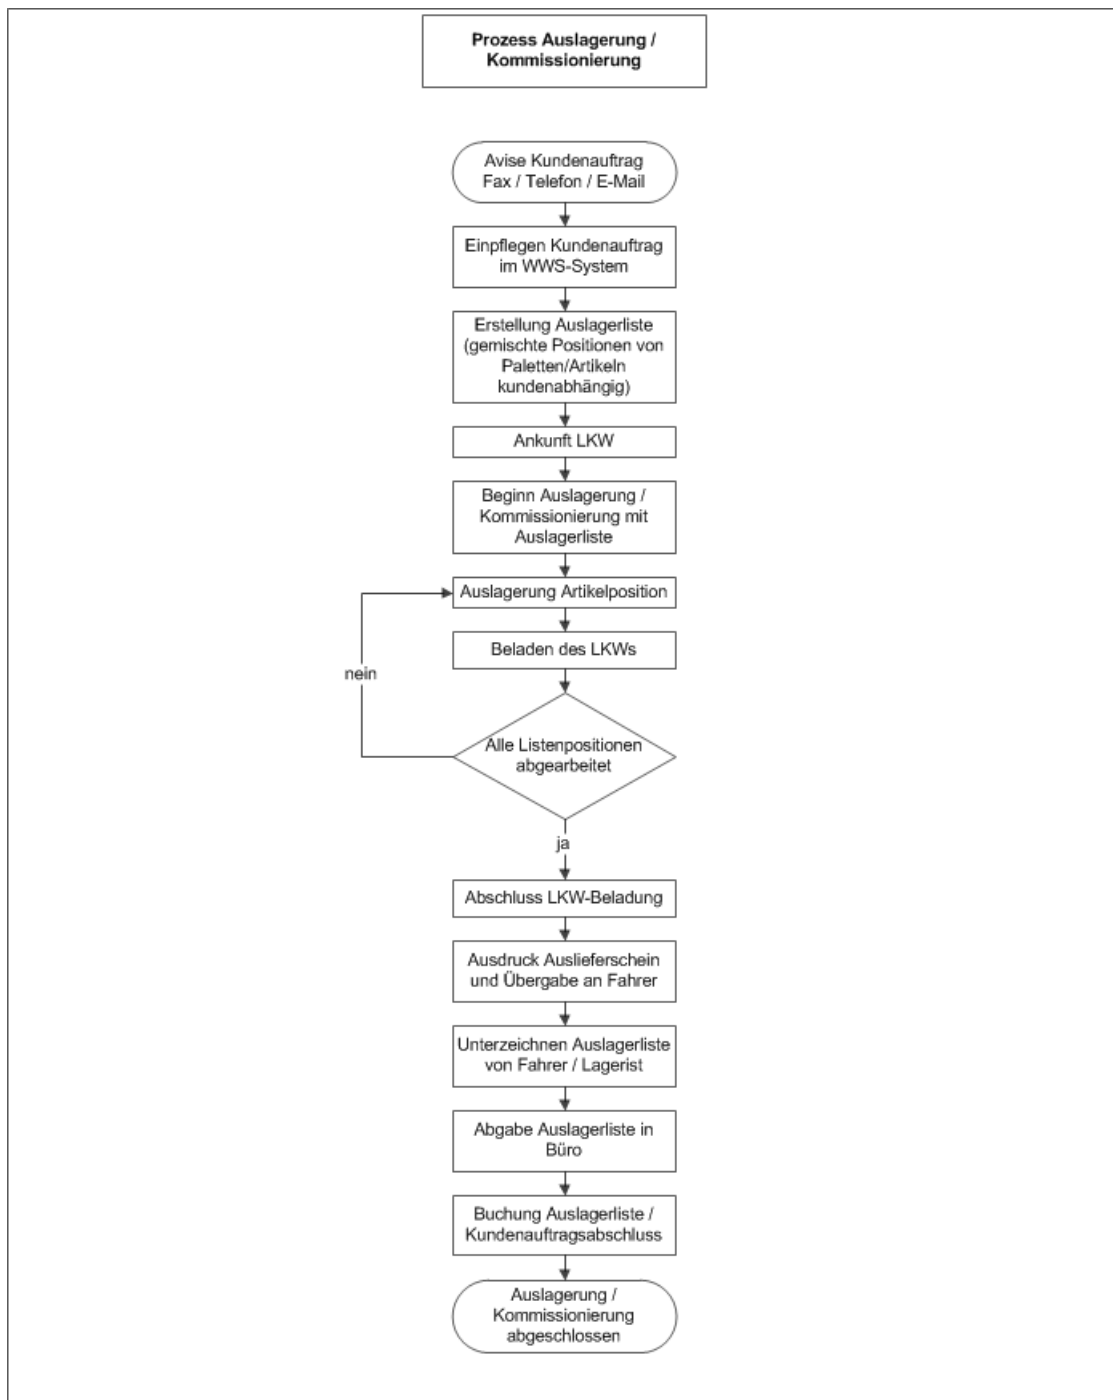 Prozess Auslagerung /
Kommissionierung
Avise Kundenauftrag
Fax / Telefon / E-Mail
Einpflegen Kundenauftrag
im WWS-System
Erstellung Auslagerliste
(gemischte Positionen von
Paletten/Artikeln
kundenabhängig)
Ankunft LKW
Beginn Auslagerung /
Kommissionierung mit
Auslagerliste
Auslagerung Artikelposition
Beladen des LKWs
nein
Alle Listenpositionen
abgearbeitet
ja
Abschluss LKW-Beladung
Ausdruck Auslieferschein
und Übergabe an Fahrer
Unterzeichnen Auslagerliste
von Fahrer / Lagerist
Abgabe Auslagerliste in
Büro
Buchung Auslagerliste /
Kundenauftragsabschluss
Auslagerung /
Kommissionierung
abgeschlossen